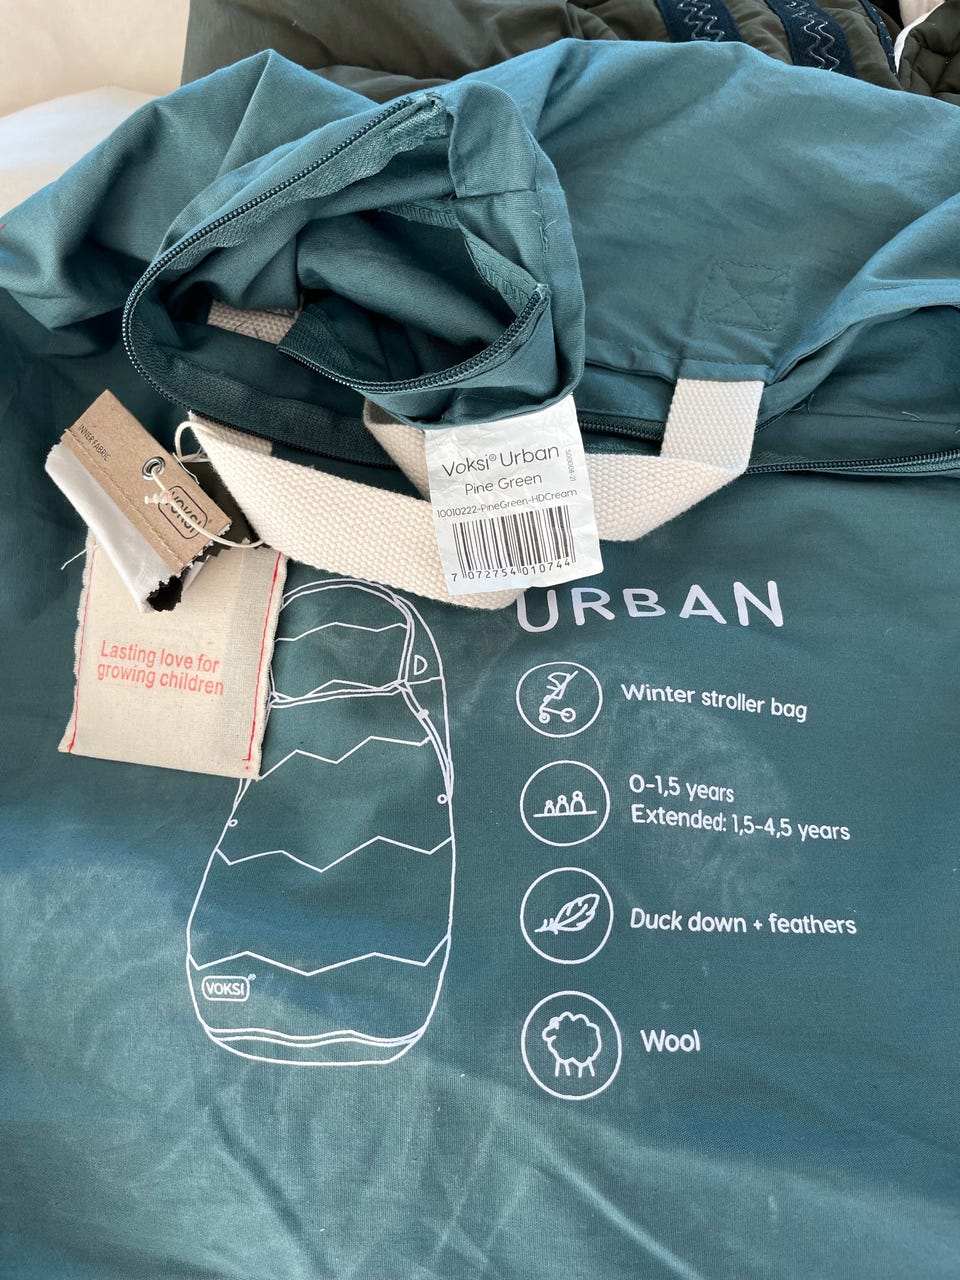 INNER FABRIC
VOKSI
Voksi® Urban
Pine Green
10010222-PineGreen-HDCream
7 072754 010744
Lasting love for
growing children
URBAN
Winter stroller bag
0-1,5 years
Extended: 1,5-4,5 years
Duck down + feathers
Wool
VOKSI®